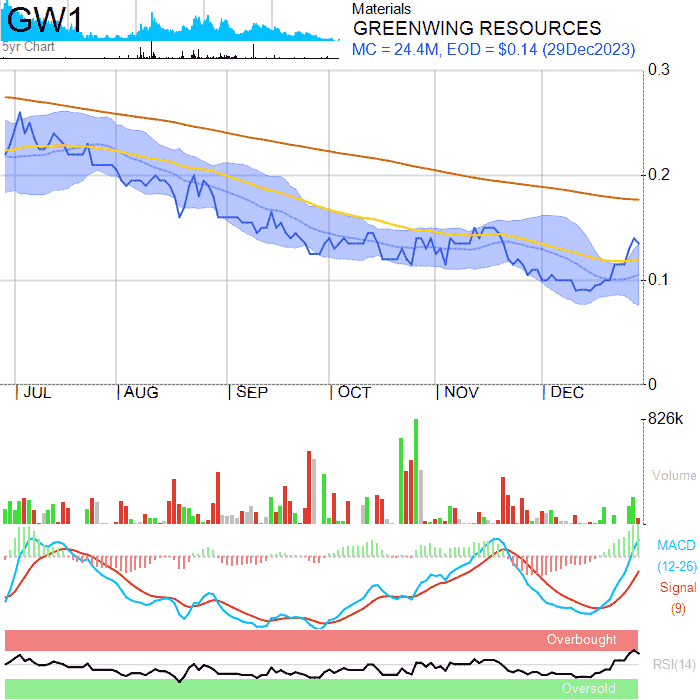 GW1
5yr Chart
Materials
GREENWING RESOURCES
MC = 24.4M, EOD = $0.14 (29Dec2023)
0.3
0.2
0.1
0
JUL AUG SEP OCT NOV DEC
826k
Volume
MACD
(12-26)
Signal
(9)
Overbought
RSI(14)
Oversold